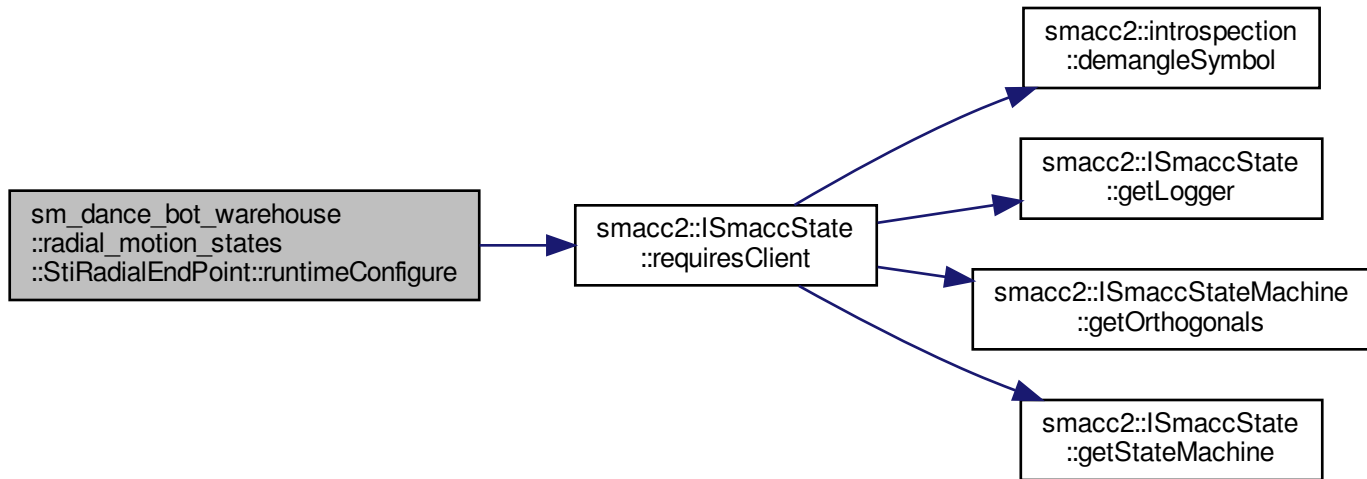 sm_dance_bot_warehouse
::radial_motion_states
::StiRadialEndPoint::runtimeConfigure
smacc2::ISmaccState
::requiresClient
smacc2::introspection
::demangleSymbol
smacc2::ISmaccState
::getLogger
smacc2::ISmaccStateMachine
::getOrthogonals
smacc2::ISmaccState
::getStateMachine